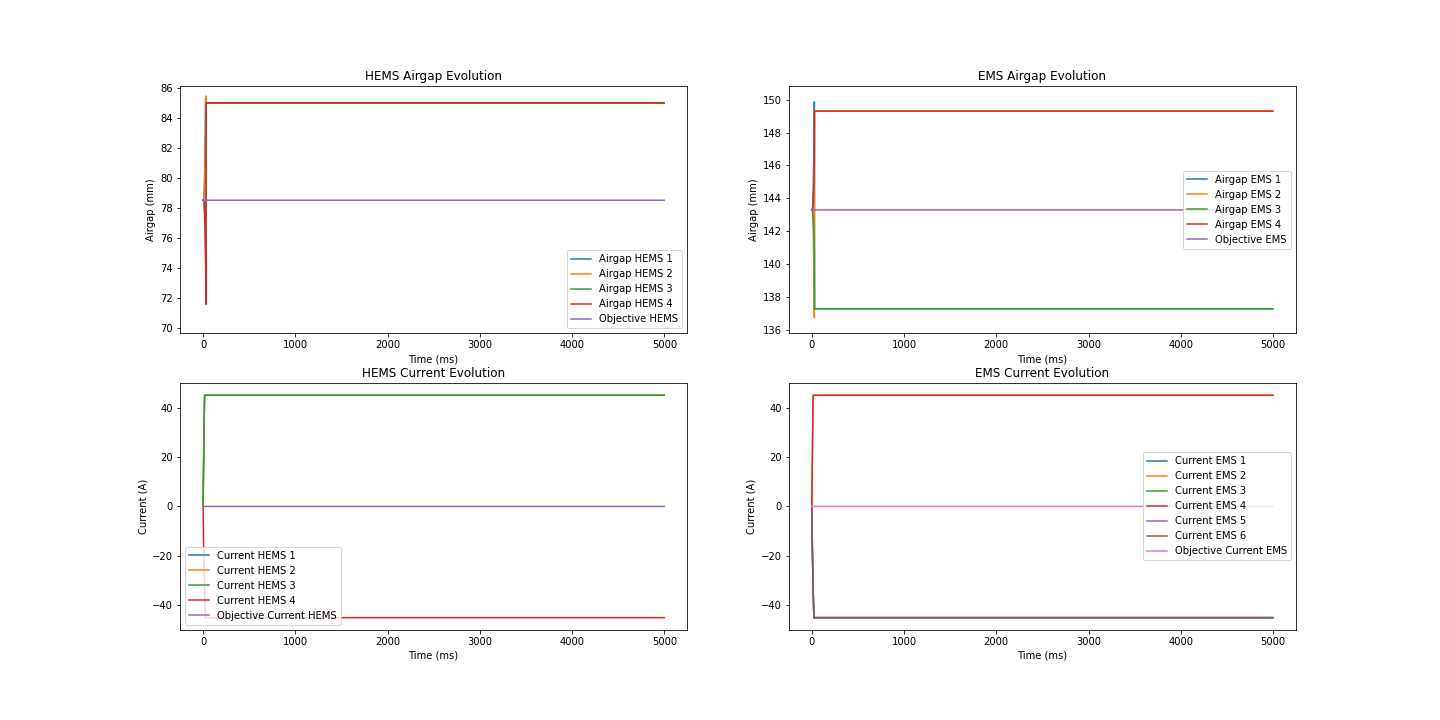 HEMS Airgap Evolution
86
84
82
80
78
76
74
72
70
Airgap (mm)
0
1000
2000
3000
4000
5000
Time (ms)
Airgap HEMS 1
Airgap HEMS 2
Airgap HEMS 3
Airgap HEMS 4
Objective HEMS
EMS Airgap Evolution
150
148
146
144
142
140
138
136
Airgap (mm)
0
1000
2000
3000
4000
5000
Time (ms)
Airgap EMS 1
Airgap EMS 2
Airgap EMS 3
Airgap EMS 4
Objective EMS
HEMS Current Evolution
40
20
0
−20
−40
Current (A)
0
1000
2000
3000
4000
5000
Time (ms)
Current HEMS 1
Current HEMS 2
Current HEMS 3
Current HEMS 4
Objective Current HEMS
EMS Current Evolution
40
20
0
−20
−40
Current (A)
0
1000
2000
3000
4000
5000
Time (ms)
Current EMS 1
Current EMS 2
Current EMS 3
Current EMS 4
Current EMS 5
Current EMS 6
Objective Current EMS